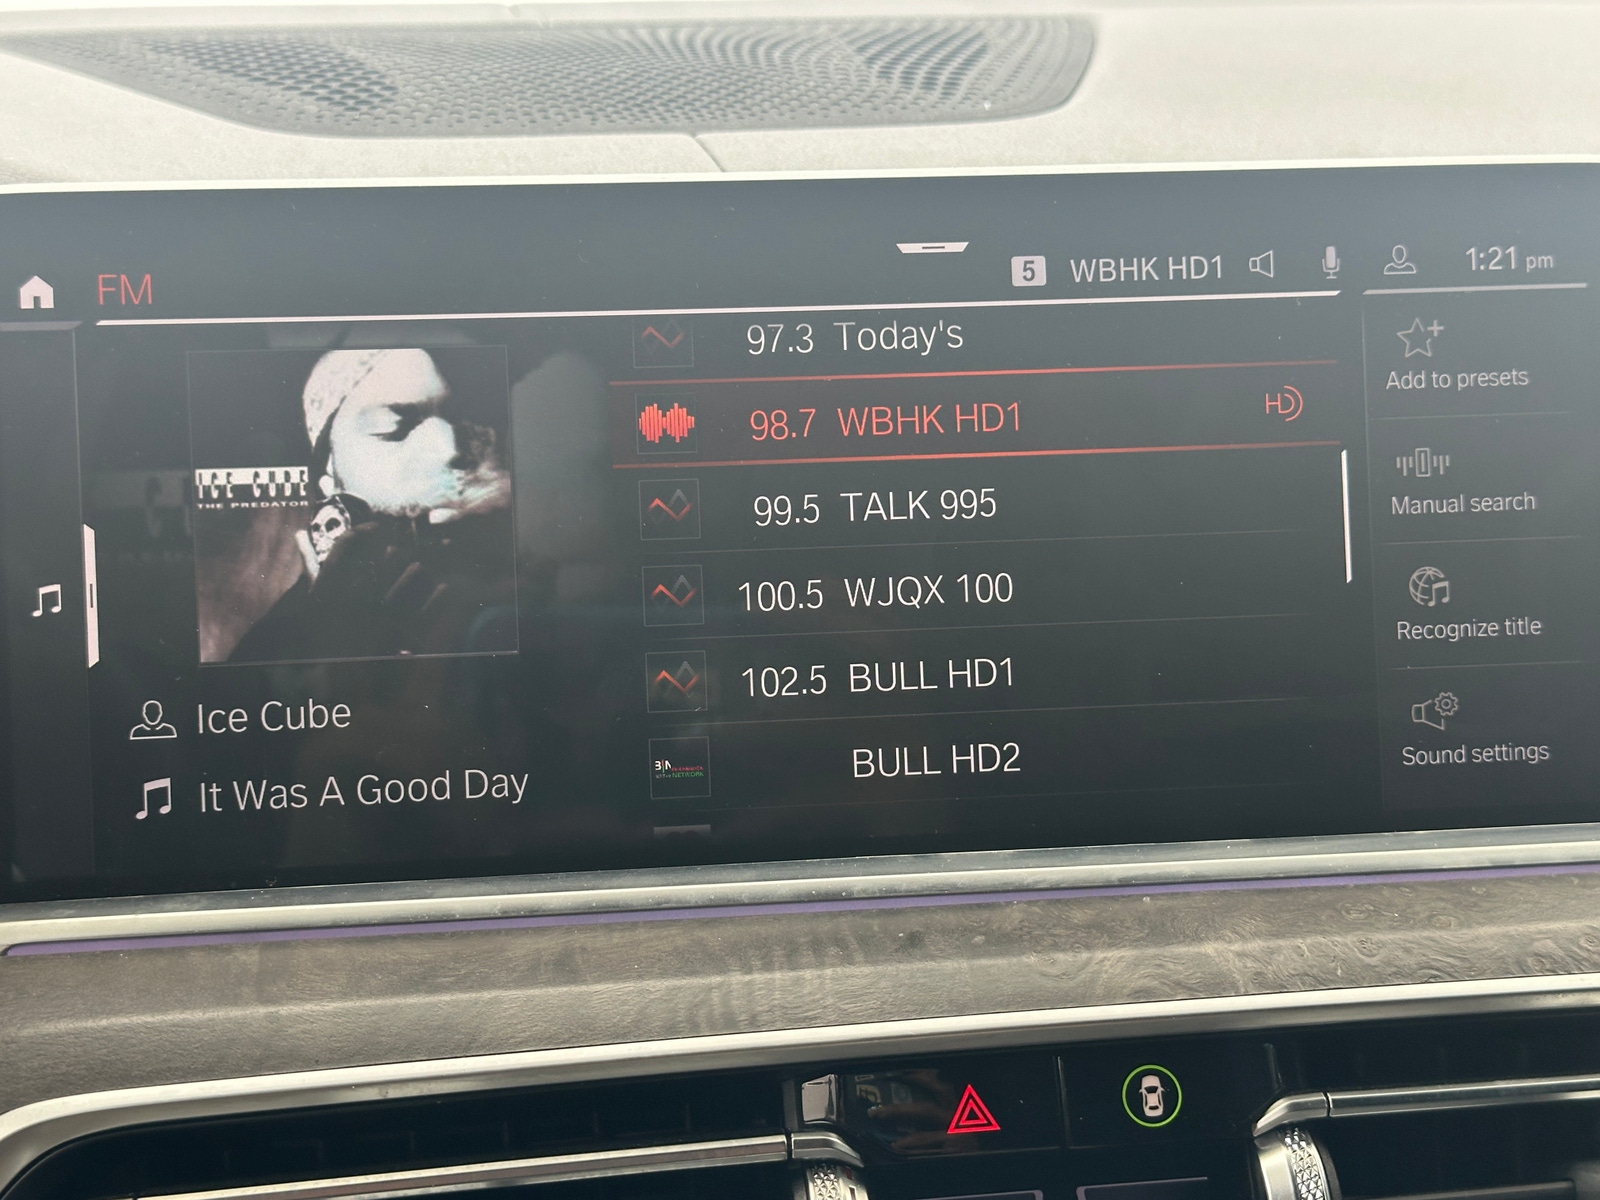 FM
5 WBHK HD1
1:21 pm
ICE CUBE
THE PREDATOR
Ice Cube
It Was A Good Day
97.3 Today's
98.7 WBHK HD1 HD
99.5 TALK 995
100.5 WJQX 100
102.5 BULL HD1
BULL HD2
NETWORK
Add to presets
Manual search
Recognize title
Sound settings